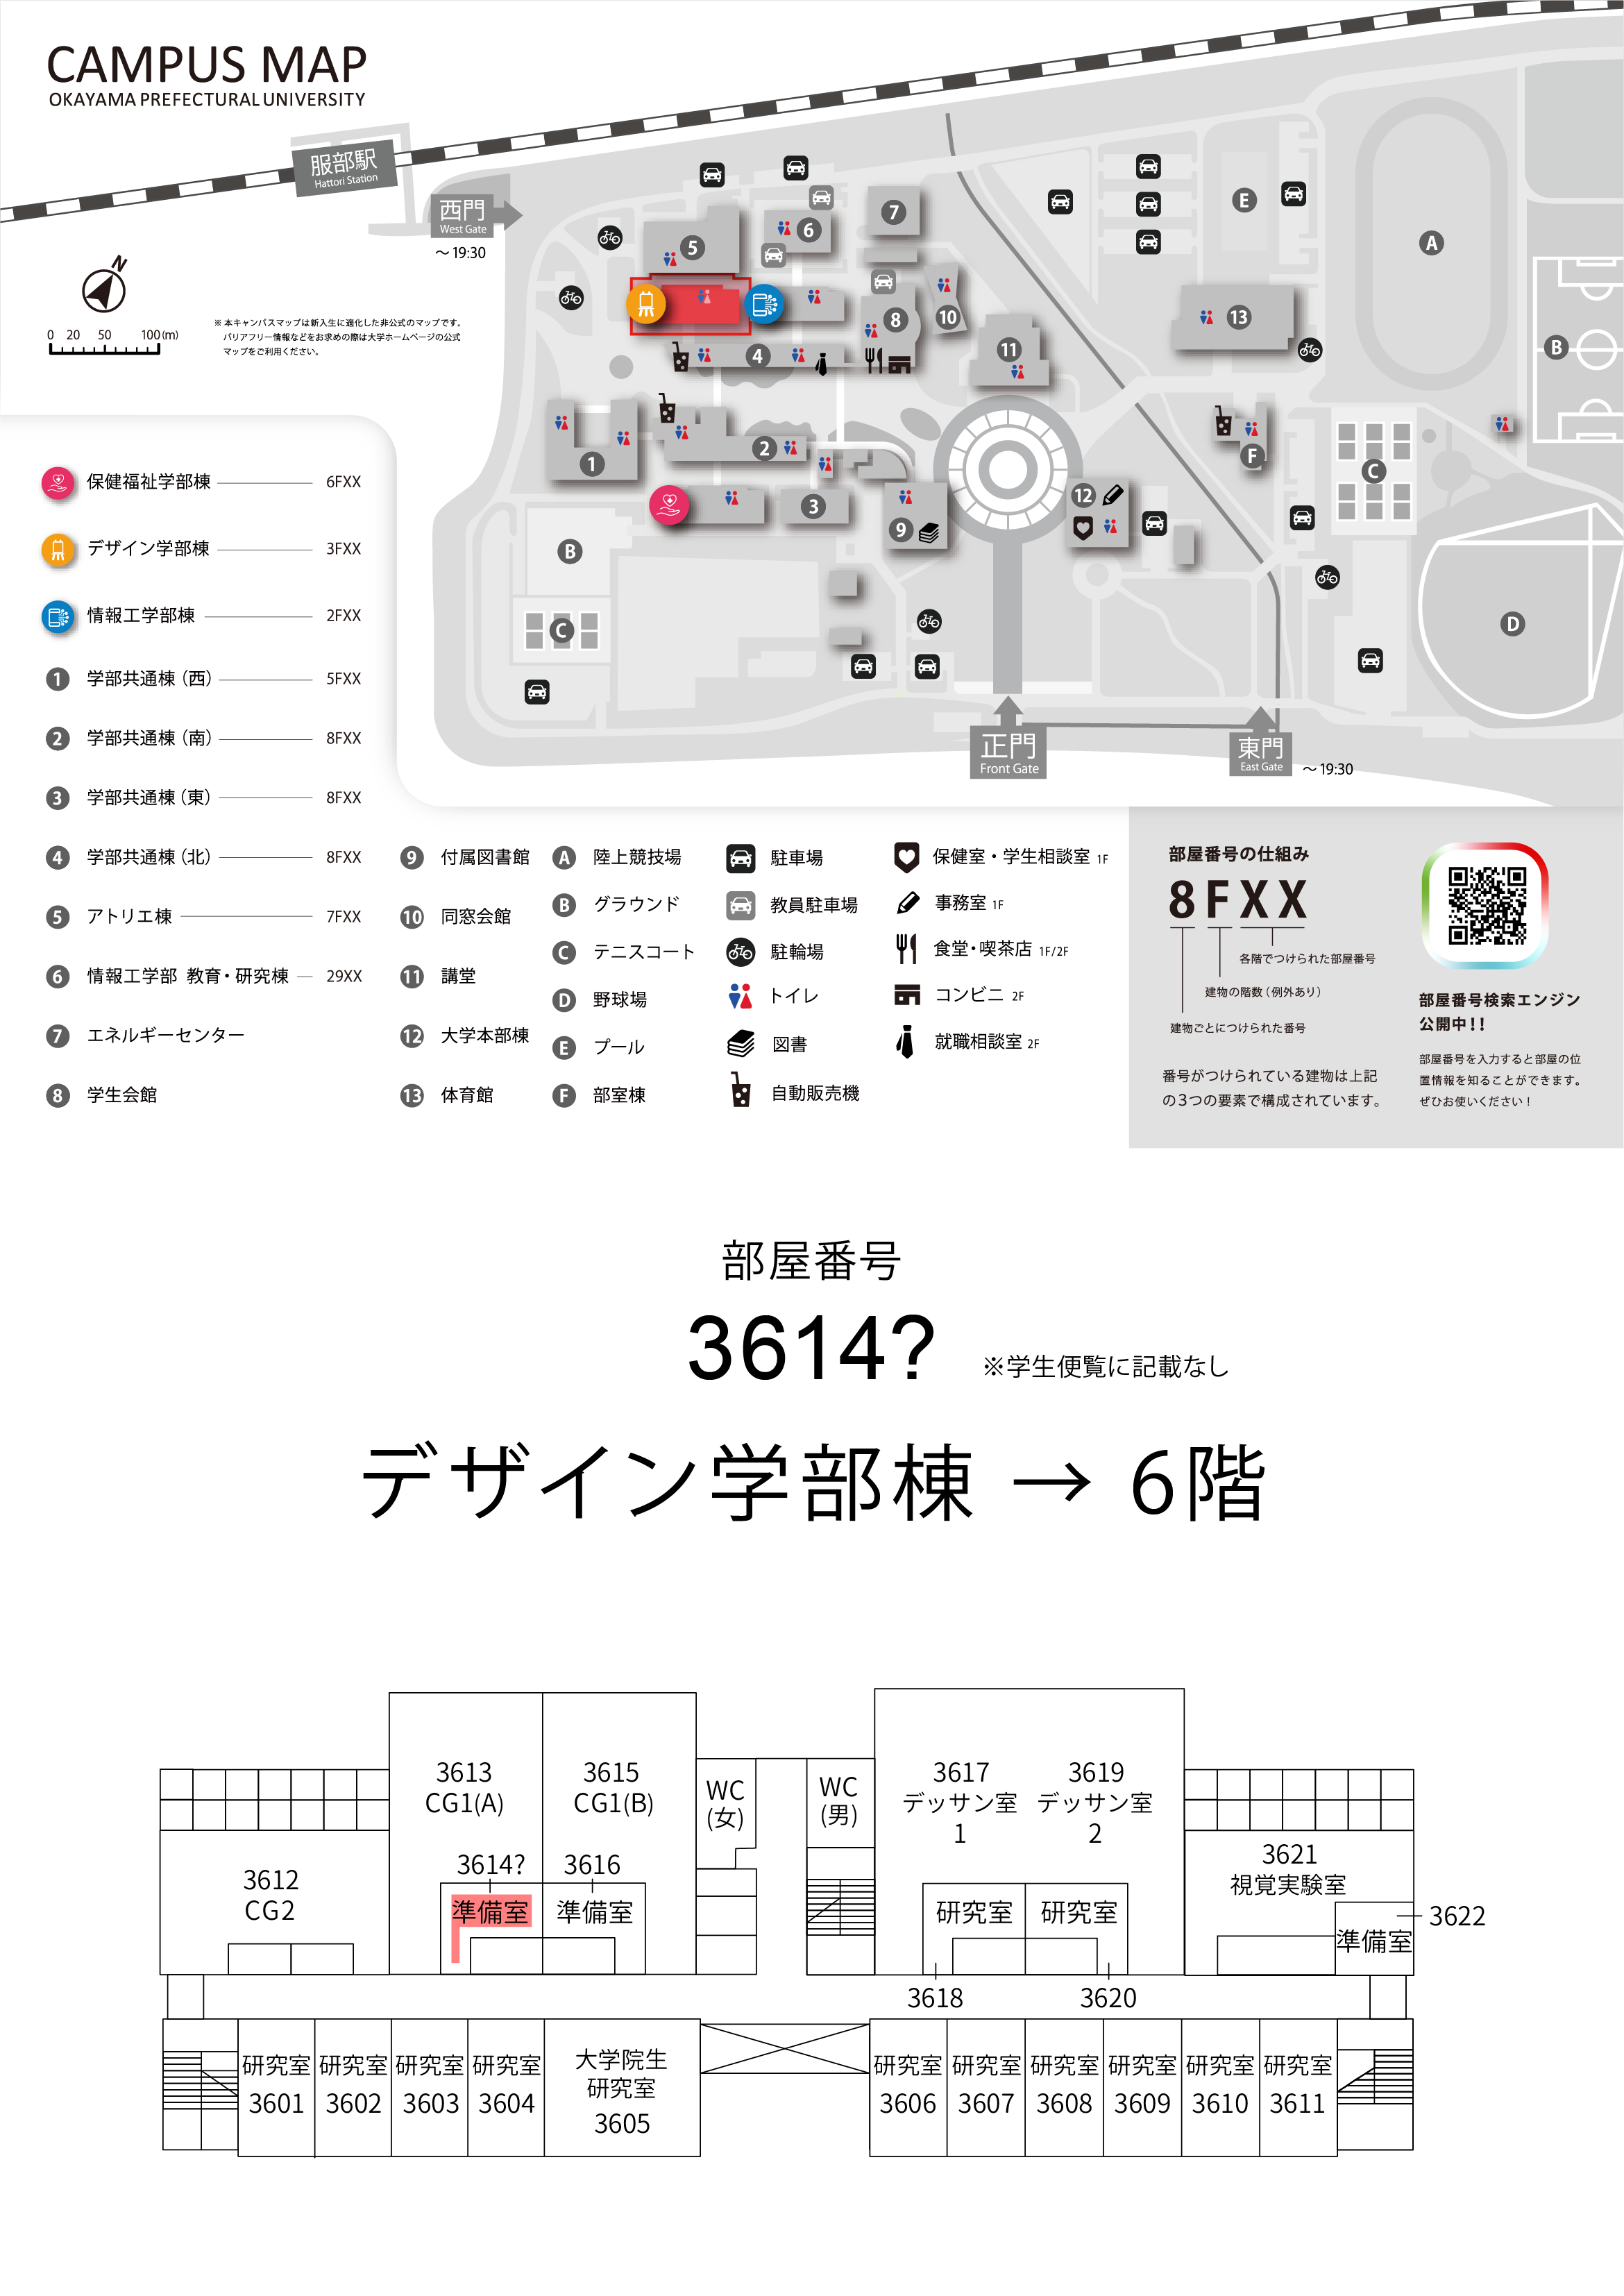 CAMPUS MAP
OKAYAMA PREFECTURAL UNIVERSITY
服部駅
Hattori Station
西門
West Gate
～19:30
N
0 20 50 100(m)
※ 本キャンパスマップは新入生に適化した非公式のマップです。
バリアフリー情報などをお求めの際は大学ホームページの公式
マップをご利用ください。
7
6
5
E
A
8
10
13
11
4
B
2
1
F
C
3
12
9
B
C
D
正門
Front Gate
東門
East Gate
～19:30
保健福祉学部棟 6FXX
デザイン学部棟 3FXX
情報工学部棟 2FXX
1 学部共通棟（西） 5FXX
2 学部共通棟（南） 8FXX
3 学部共通棟（東） 8FXX
4 学部共通棟（北） 8FXX
5 アトリエ棟 7FXX
6 情報工学部 教育・研究棟 29XX
7 エネルギーセンター
8 学生会館
9 付属図書館
10 同窓会館
11 講堂
12 大学本部棟
13 体育館
A 陸上競技場
B グラウンド
C テニスコート
D 野球場
E プール
F 部室棟
駐車場
教員駐車場
駐輪場
トイレ
図書
自動販売機
保健室・学生相談室 1F
事務室 1F
食堂・喫茶店 1F/2F
コンビニ 2F
就職相談室 2F
部屋番号の仕組み
8FXX
各階でつけられた部屋番号
建物の階数（例外あり）
建物ごとにつけられた番号
番号がつけられている建物は上記
の3つの要素で構成されています。
部屋番号検索エンジン
公開中！！
部屋番号を入力すると部屋の位
置情報を知ることができます。
ぜひお使いください！
部屋番号
3614?
※学生便覧に記載なし
デザイン学部棟 → 6階
3613
CG1(A)
3615
CG1(B)
WC
(女)
WC
(男)
3617
デッサン室
1
3619
デッサン室
2
3612
CG2
3614?
準備室
3616
準備室
研究室
研究室
3621
視覚実験室
3622
準備室
3618
3620
研究室
3601
研究室
3602
研究室
3603
研究室
3604
大学院生
研究室
3605
研究室
3606
研究室
3607
研究室
3608
研究室
3609
研究室
3610
研究室
3611